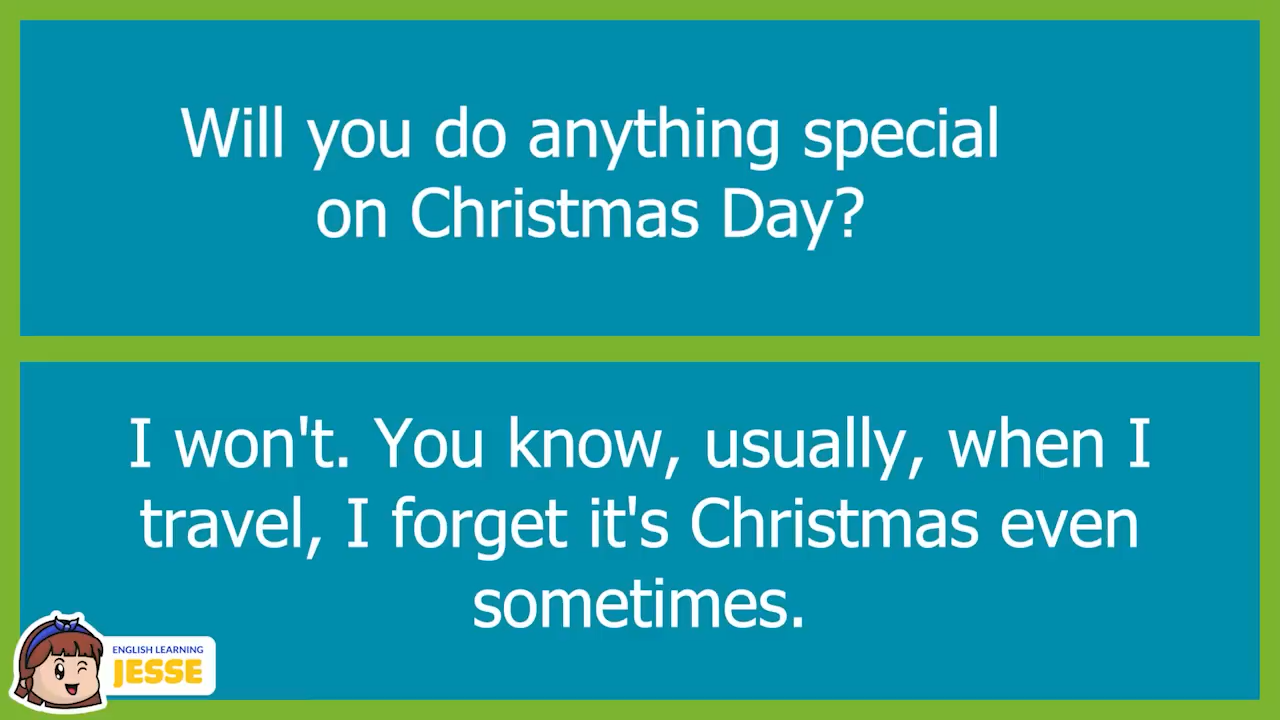 Will you do anything special
on Christmas Day?
I won't. You know, usually, when I
travel, I forget it's Christmas even
sometimes.
ENGLISH LEARNING
JESSE